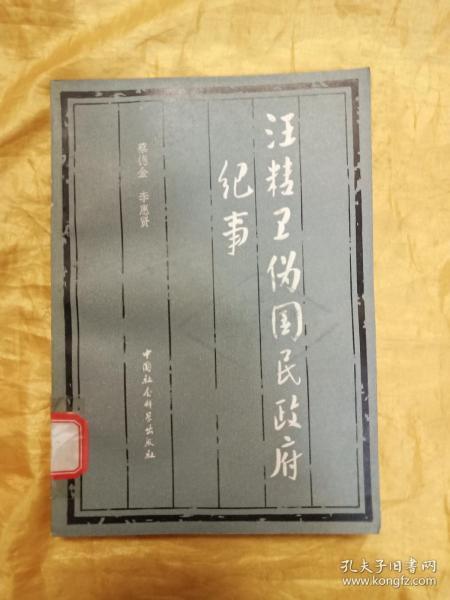 汪精卫伪国民政府
纪事
蔡德金 李惠贤
中国社会科学出版社
孔夫子旧书网
www.kongfz.com